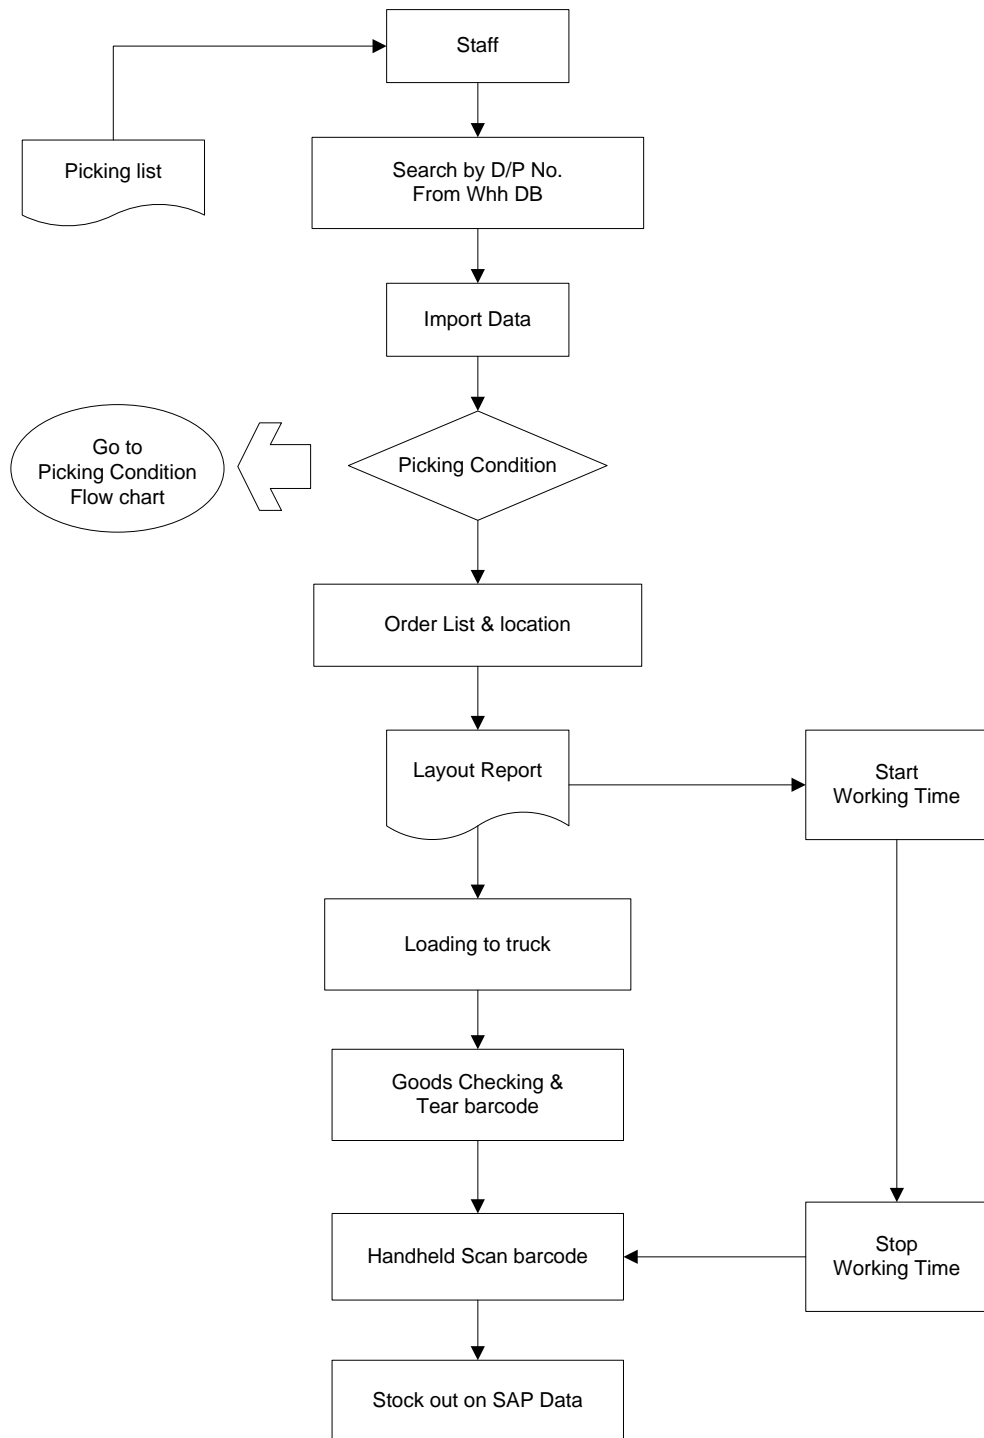 Staff
Picking list
Search by D/P No.
From Whh DB
Import Data
Go to
Picking Condition
Flow chart
Picking Condition
Order List & location
Layout Report
Start
Working Time
Loading to truck
Goods Checking &
Tear barcode
Handheld Scan barcode
Stop
Working Time
Stock out on SAP Data